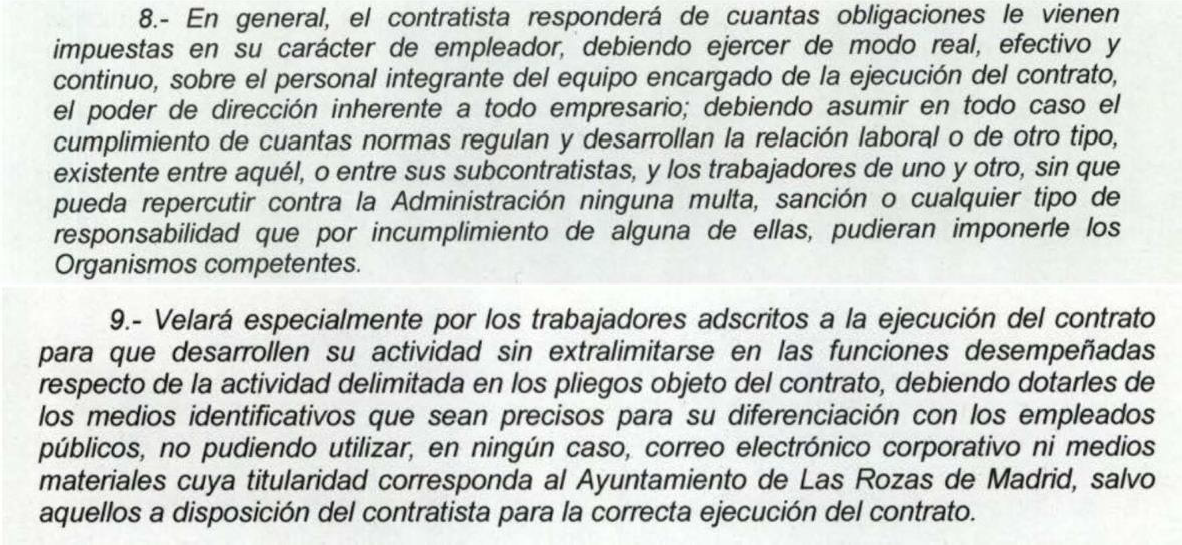 8.- En general, el contratista responderá de cuantas obligaciones le vienen
impuestas en su carácter de empleador, debiendo ejercer de modo real, efectivo y
continuo, sobre el personal integrante del equipo encargado de la ejecución del contrato,
el poder de dirección inherente a todo empresario; debiendo asumir en todo caso el
cumplimiento de cuantas normas regulan y desarrollan la relación laboral o de otro tipo,
existente entre aquél, o entre sus subcontratistas, y los trabajadores de uno y otro, sin que
pueda repercutir contra la Administración ninguna multa, sanción o cualquier tipo de
responsabilidad que por incumplimiento de alguna de ellas, pudieran imponerle los
Organismos competentes.
9.- Velará especialmente por los trabajadores adscritos a la ejecución del contrato
para que desarrollen su actividad sin extralimitarse en las funciones desempeñadas
respecto de la actividad delimitada en los pliegos objeto del contrato, debiendo dotarles de
los medios identificativos que sean precisos para su diferenciación con los empleados
públicos, no pudiendo utilizar, en ningún caso, correo electrónico corporativo ni medios
materiales cuya titularidad corresponda al Ayuntamiento de Las Rozas de Madrid, salvo
aquellos a disposición del contratista para la correcta ejecución del contrato.